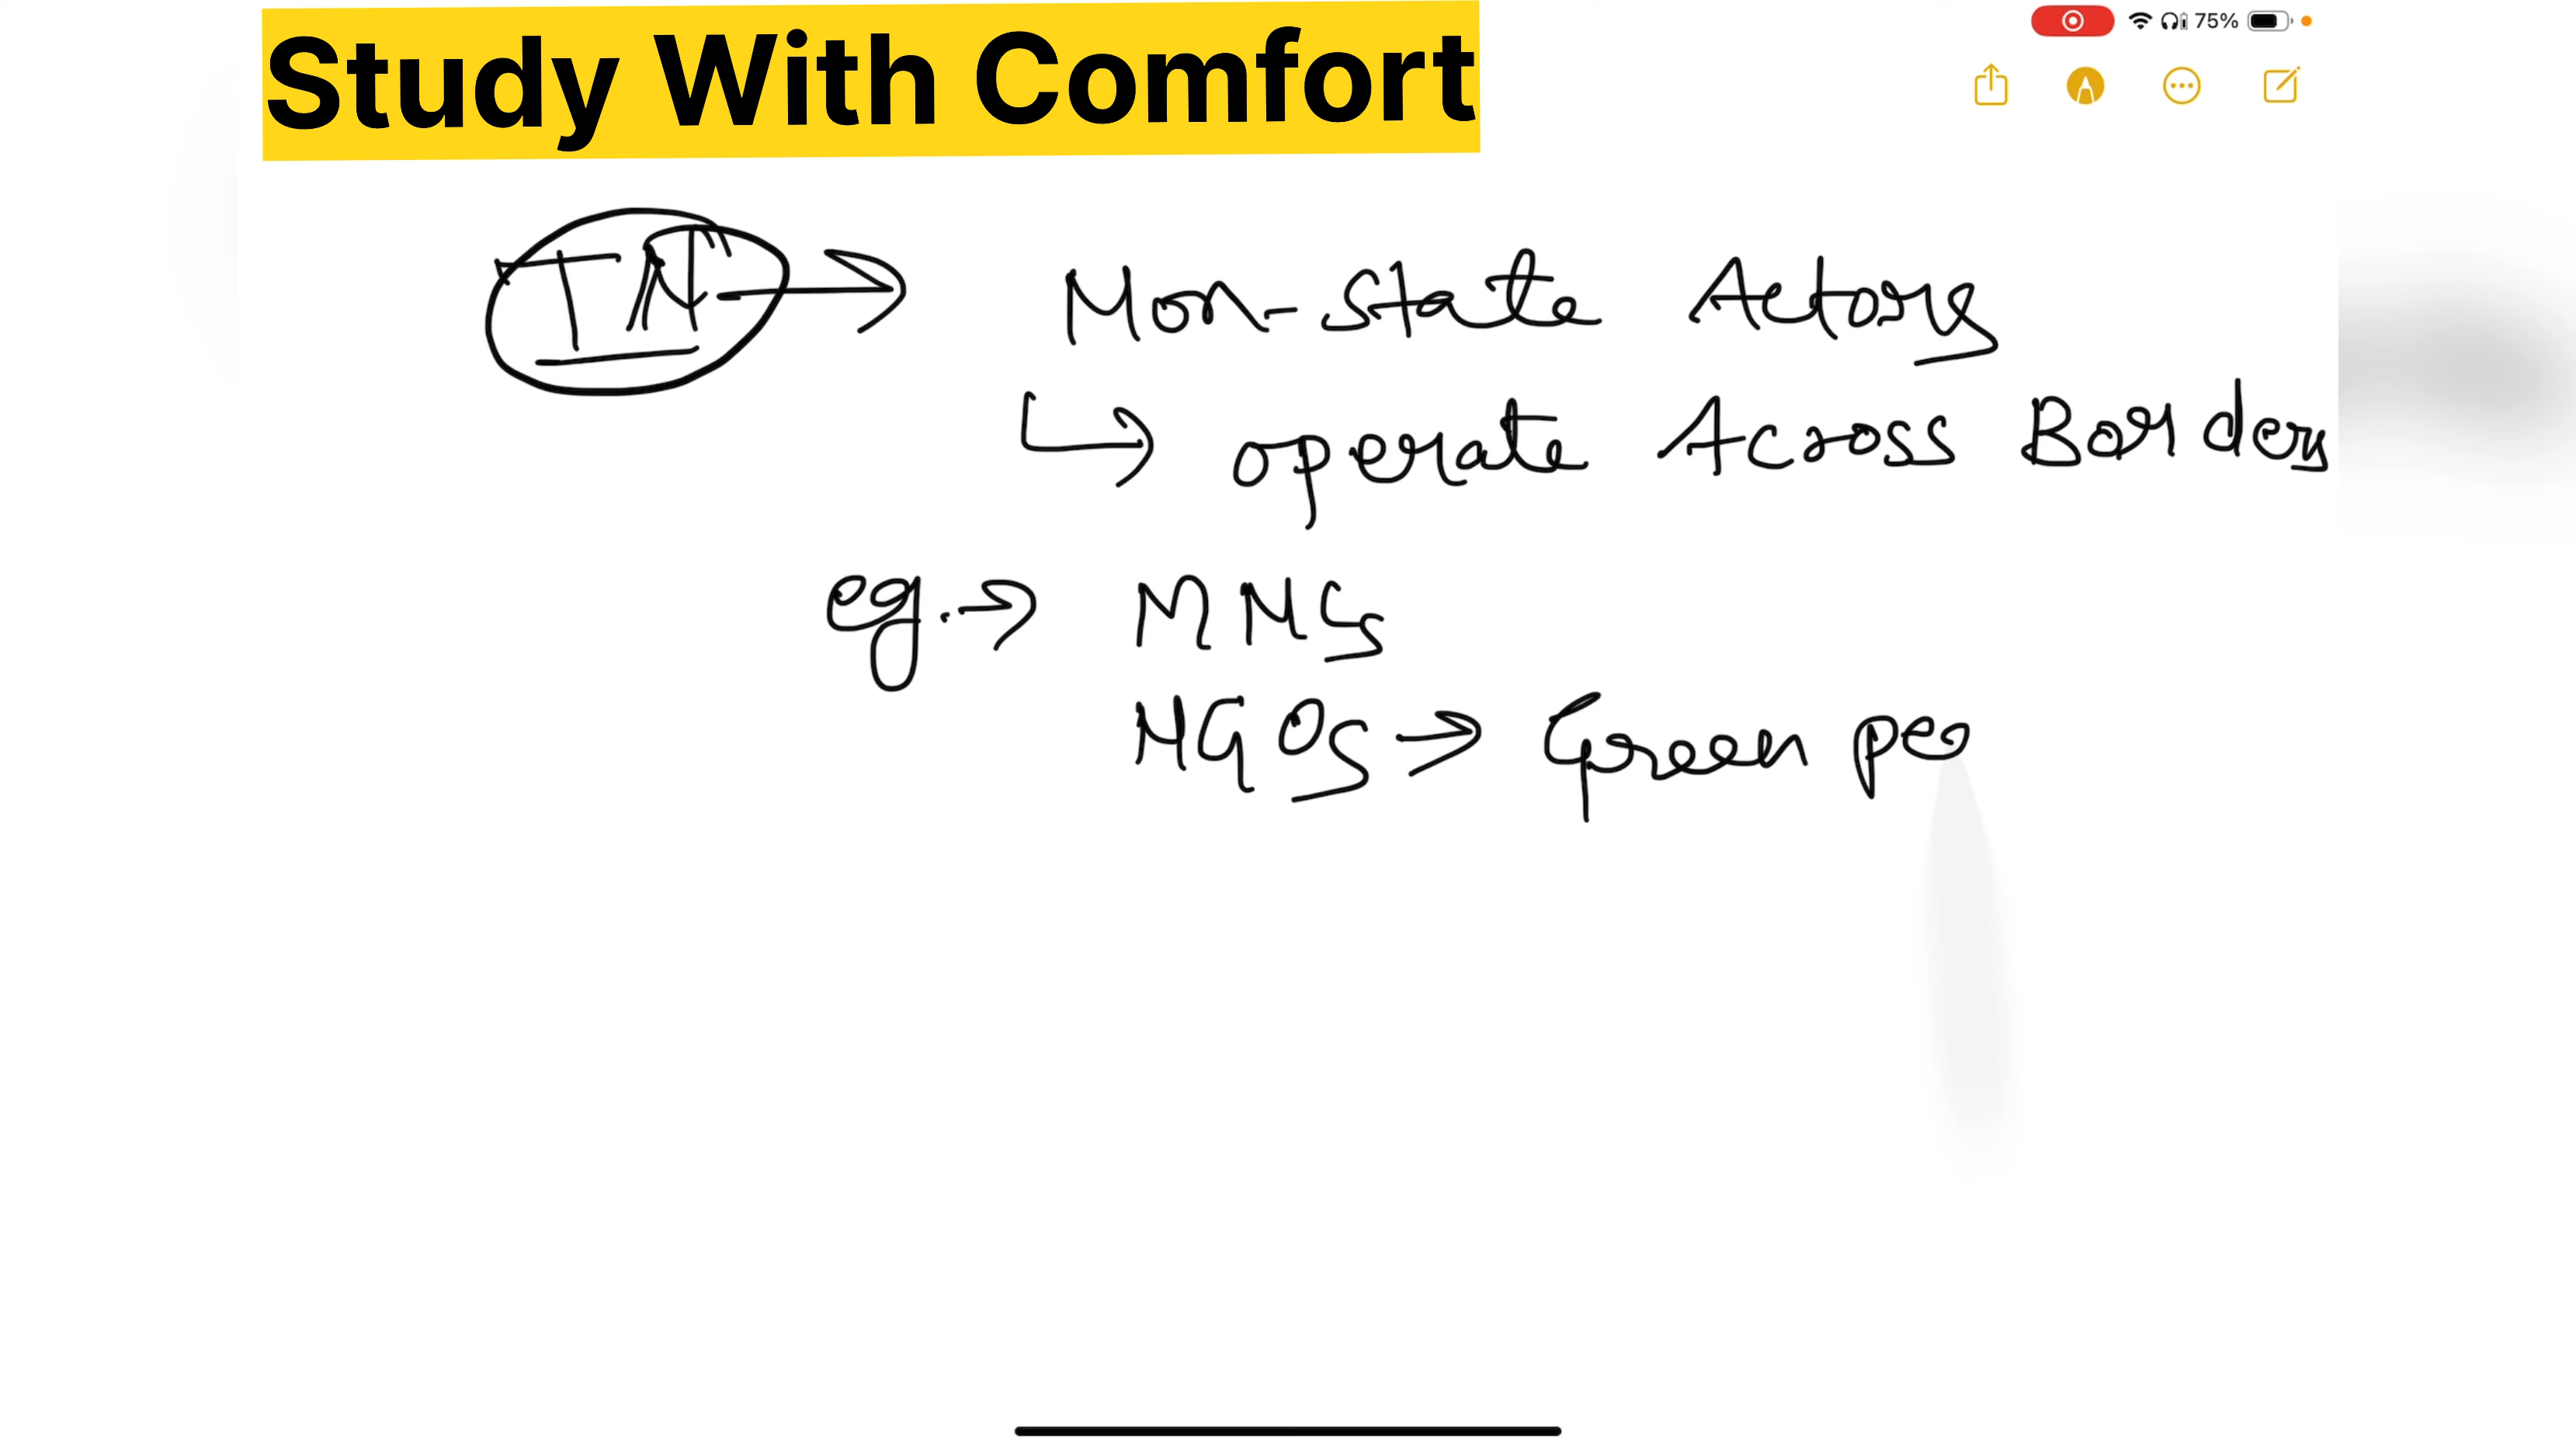 Study With Comfort
75%
TN → Non-State Actors
↳ operate Across Borders
eg. → MNCs
NGOs → Green pea